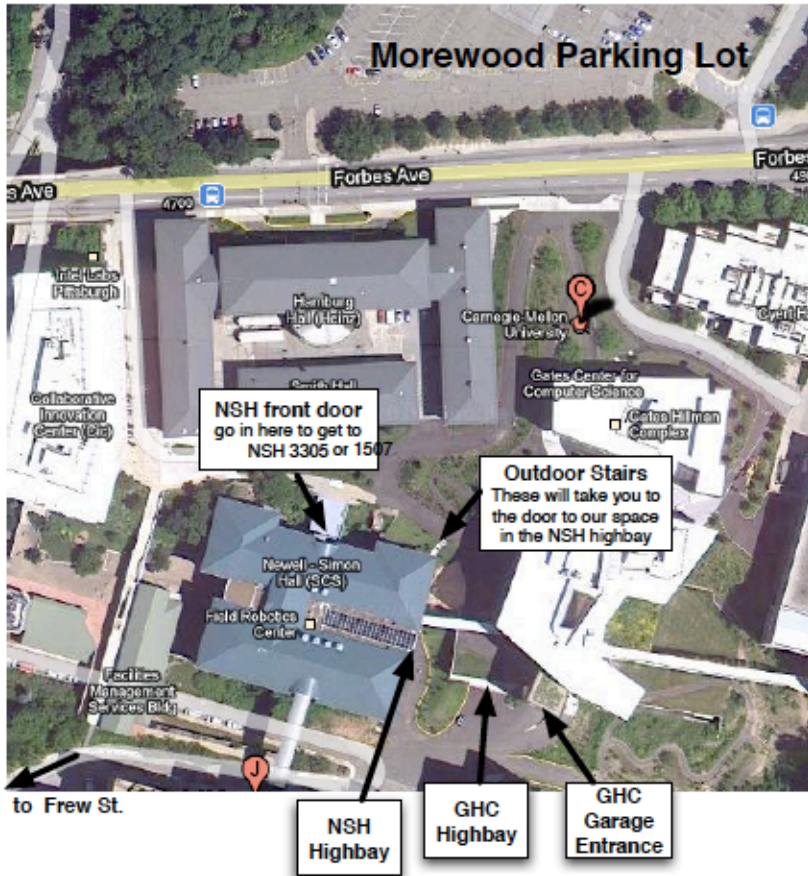 Morewood Parking Lot
s Ave
Forbes Ave
Forbes
4700
Intel Labs
Pittsburgh
Hamburg
Hall (Heinz)
C
Carnegie-Mellon
University
Cyert H
Collaborative
Innovation
Center (Cic)
Smith Hall
Gates Center for
Computer Science
Gates Hillman
Complex
NSH front door
go in here to get to
NSH 3305 or 1507
Outdoor Stairs
These will take you to
the door to our space
in the NSH highbay
Newell - Simon
Hall (SCS)
Field Robotics
Center
Facilities
Management
Services Bldg
J
to Frew St.
NSH
Highbay
GHC
Highbay
GHC
Garage
Entrance